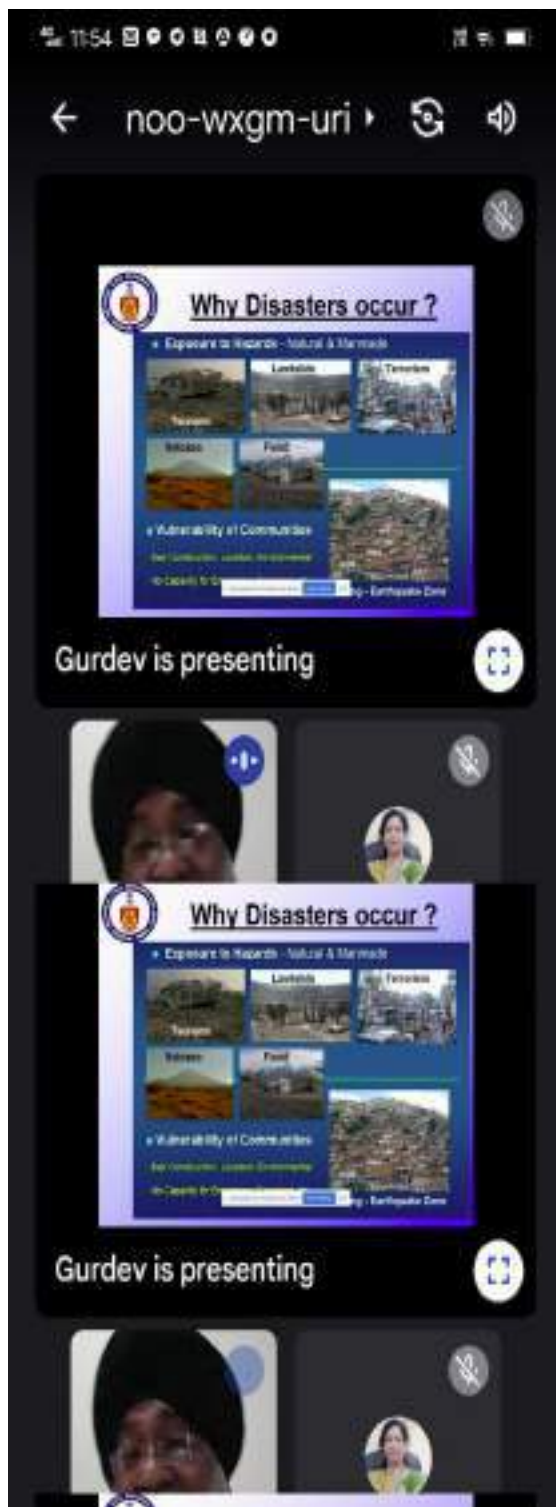 11:54
noo-wxgm-uri
Why Disasters occur ?
Exposure to Hazards - Natural & Manmade
Landslide
Terrorism
Tsunami
Volcano
Flood
Vulnerability of Communities
- Earthquake Zone
Gurdev is presenting
Why Disasters occur ?
Exposure to Hazards - Natural & Manmade
Landslide
Terrorism
Tsunami
Volcano
Flood
Vulnerability of Communities
- Earthquake Zone
Gurdev is presenting